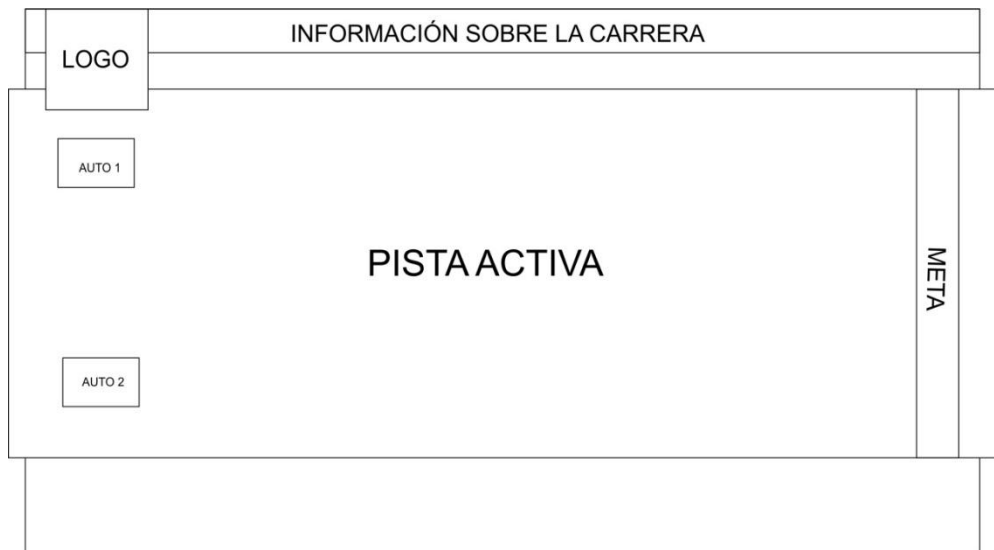 INFORMACIÓN SOBRE LA CARRERA
LOGO
AUTO 1
PISTA ACTIVA
META
AUTO 2